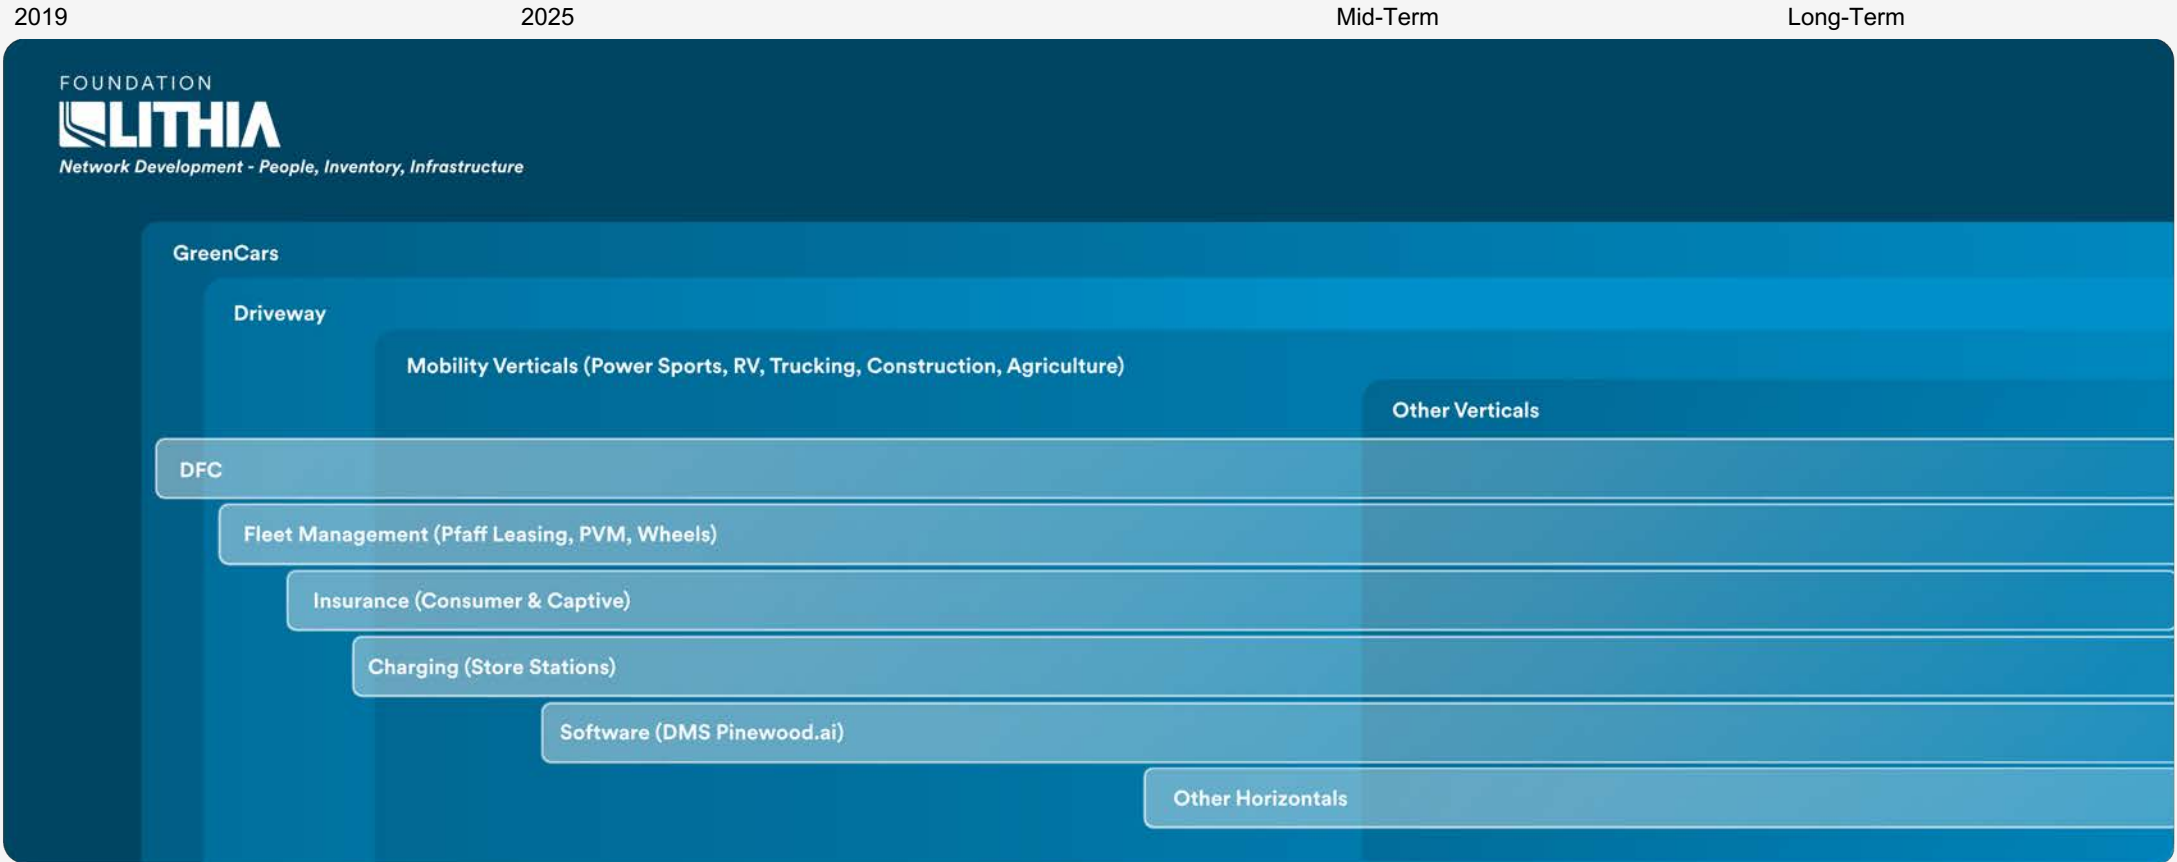 2019 2025 Mid-Term Long-Term
FOUNDATION
LITHIA
Network Development - People, Inventory, Infrastructure
GreenCars
Driveway
Mobility Verticals (Power Sports, RV, Trucking, Construction, Agriculture)
Other Verticals
DFC
Fleet Management (Pfaff Leasing, PVM, Wheels)
Insurance (Consumer & Captive)
Charging (Store Stations)
Software (DMS Pinewood.ai)
Other Horizontals